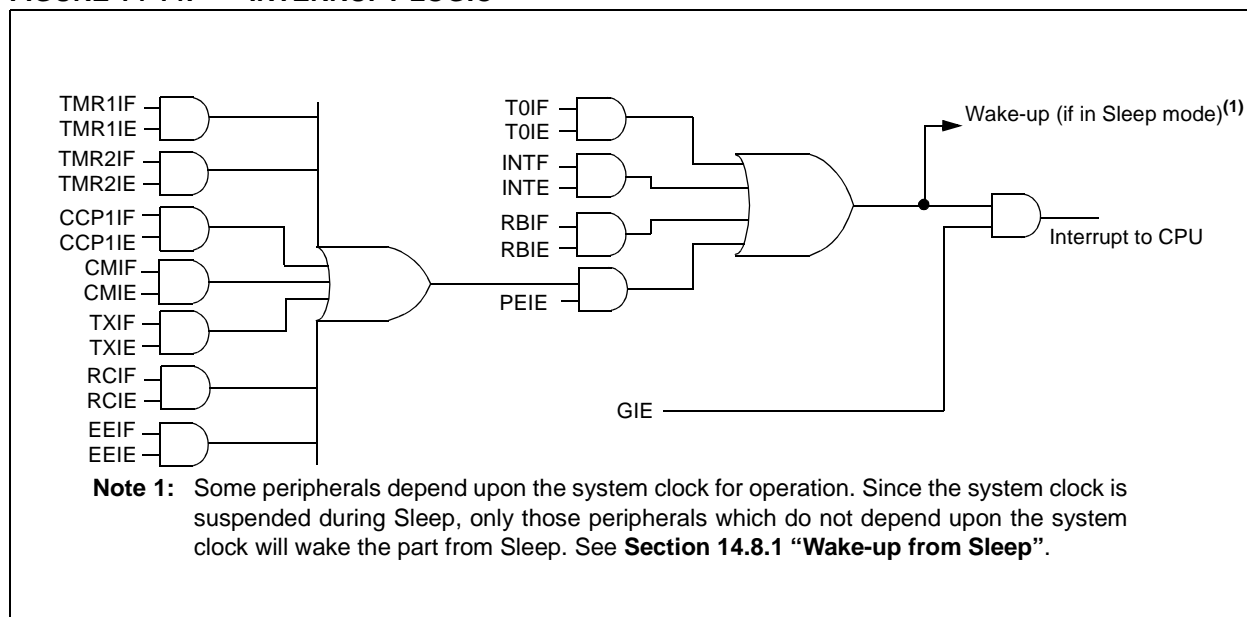 TMR1IF
TMR1IE
TMR2IF
TMR2IE
CCP1IF
CCP1IE
CMIF
CMIE
TXIF
TXIE
RCIF
RCIE
EEIF
EEIE
T0IF
T0IE
INTF
INTE
RBIF
RBIE
PEIE
GIE
Wake-up (if in Sleep mode)(1)
Interrupt to CPU
Note 1: Some peripherals depend upon the system clock for operation. Since the system clock is
suspended during Sleep, only those peripherals which do not depend upon the system
clock will wake the part from Sleep. See Section 14.8.1 “Wake-up from Sleep”.